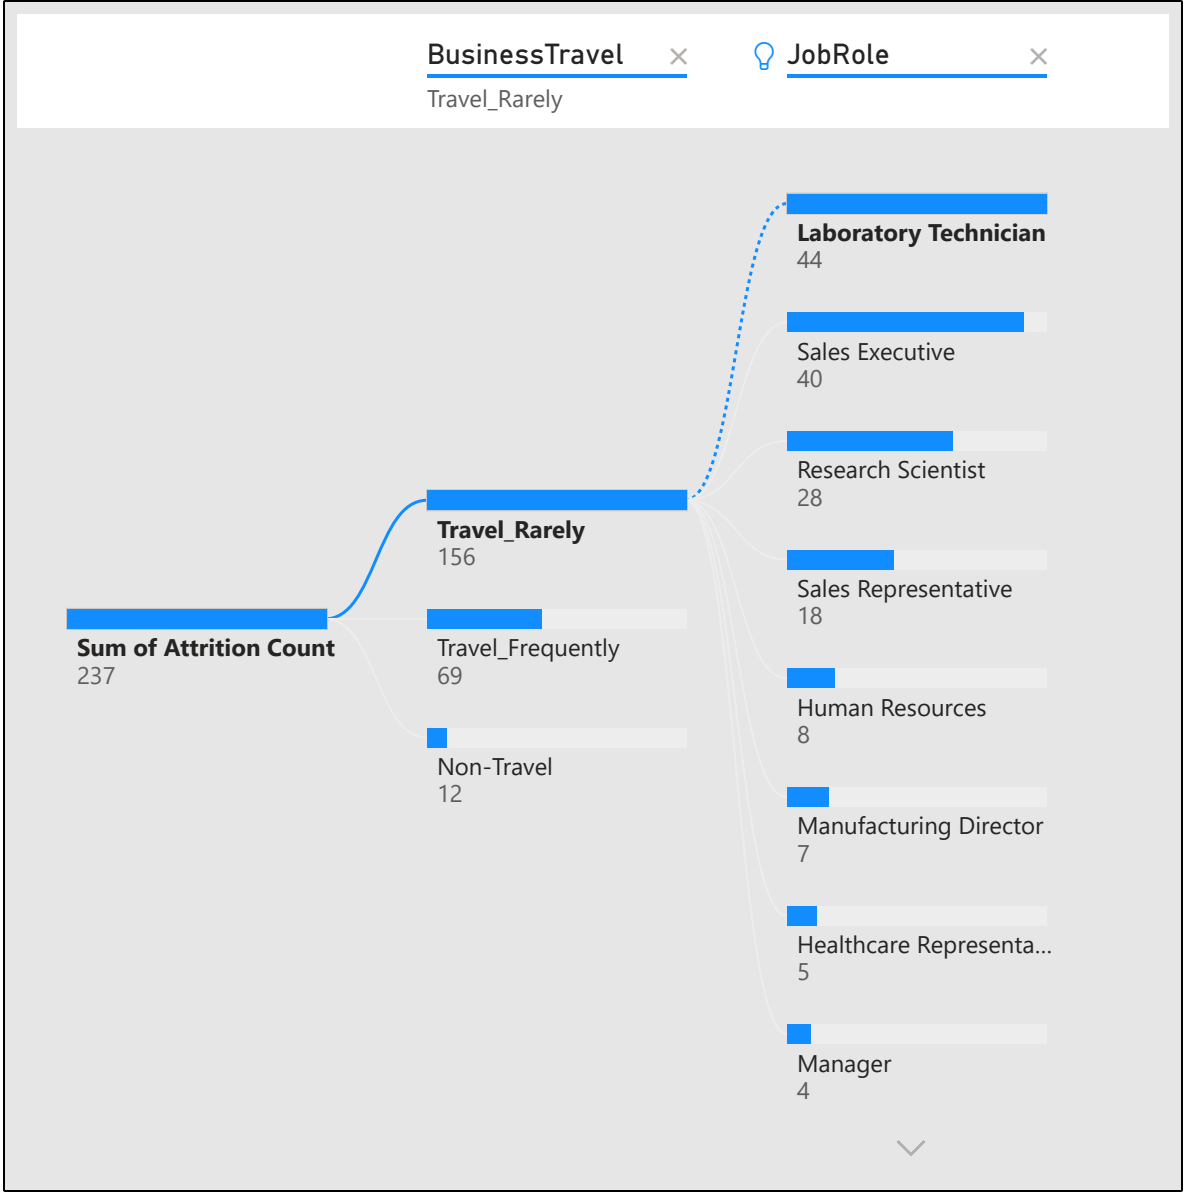 BusinessTravel
JobRole
Travel_Rarely
Laboratory Technician
44
Sales Executive
40
Research Scientist
28
Sales Representative
18
Human Resources
8
Manufacturing Director
7
Healthcare Representa...
5
Manager
4
Travel_Rarely
156
Travel_Frequently
69
Non-Travel
12
Sum of Attrition Count
237